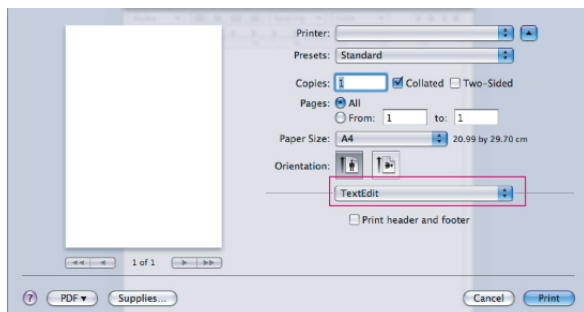 Printer:
Presets: Standard
Copies: 1 Collated Two-Sided
Pages: All
From: 1 to: 1
Paper Size: A4 20.99 by 29.70 cm
Orientation:
TextEdit
Print header and footer
1 of 1
? PDF Supplies... Cancel Print